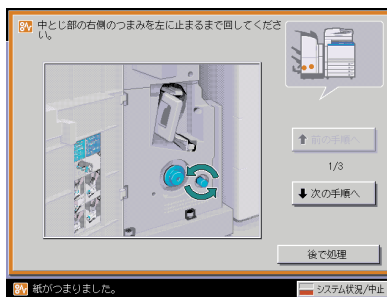 中とじ部の右側のつまみを左に止まるまで回してくださ
い。
前の手順へ
1/3
次の手順へ
後で処理
紙がつまりました。
システム状況/中止